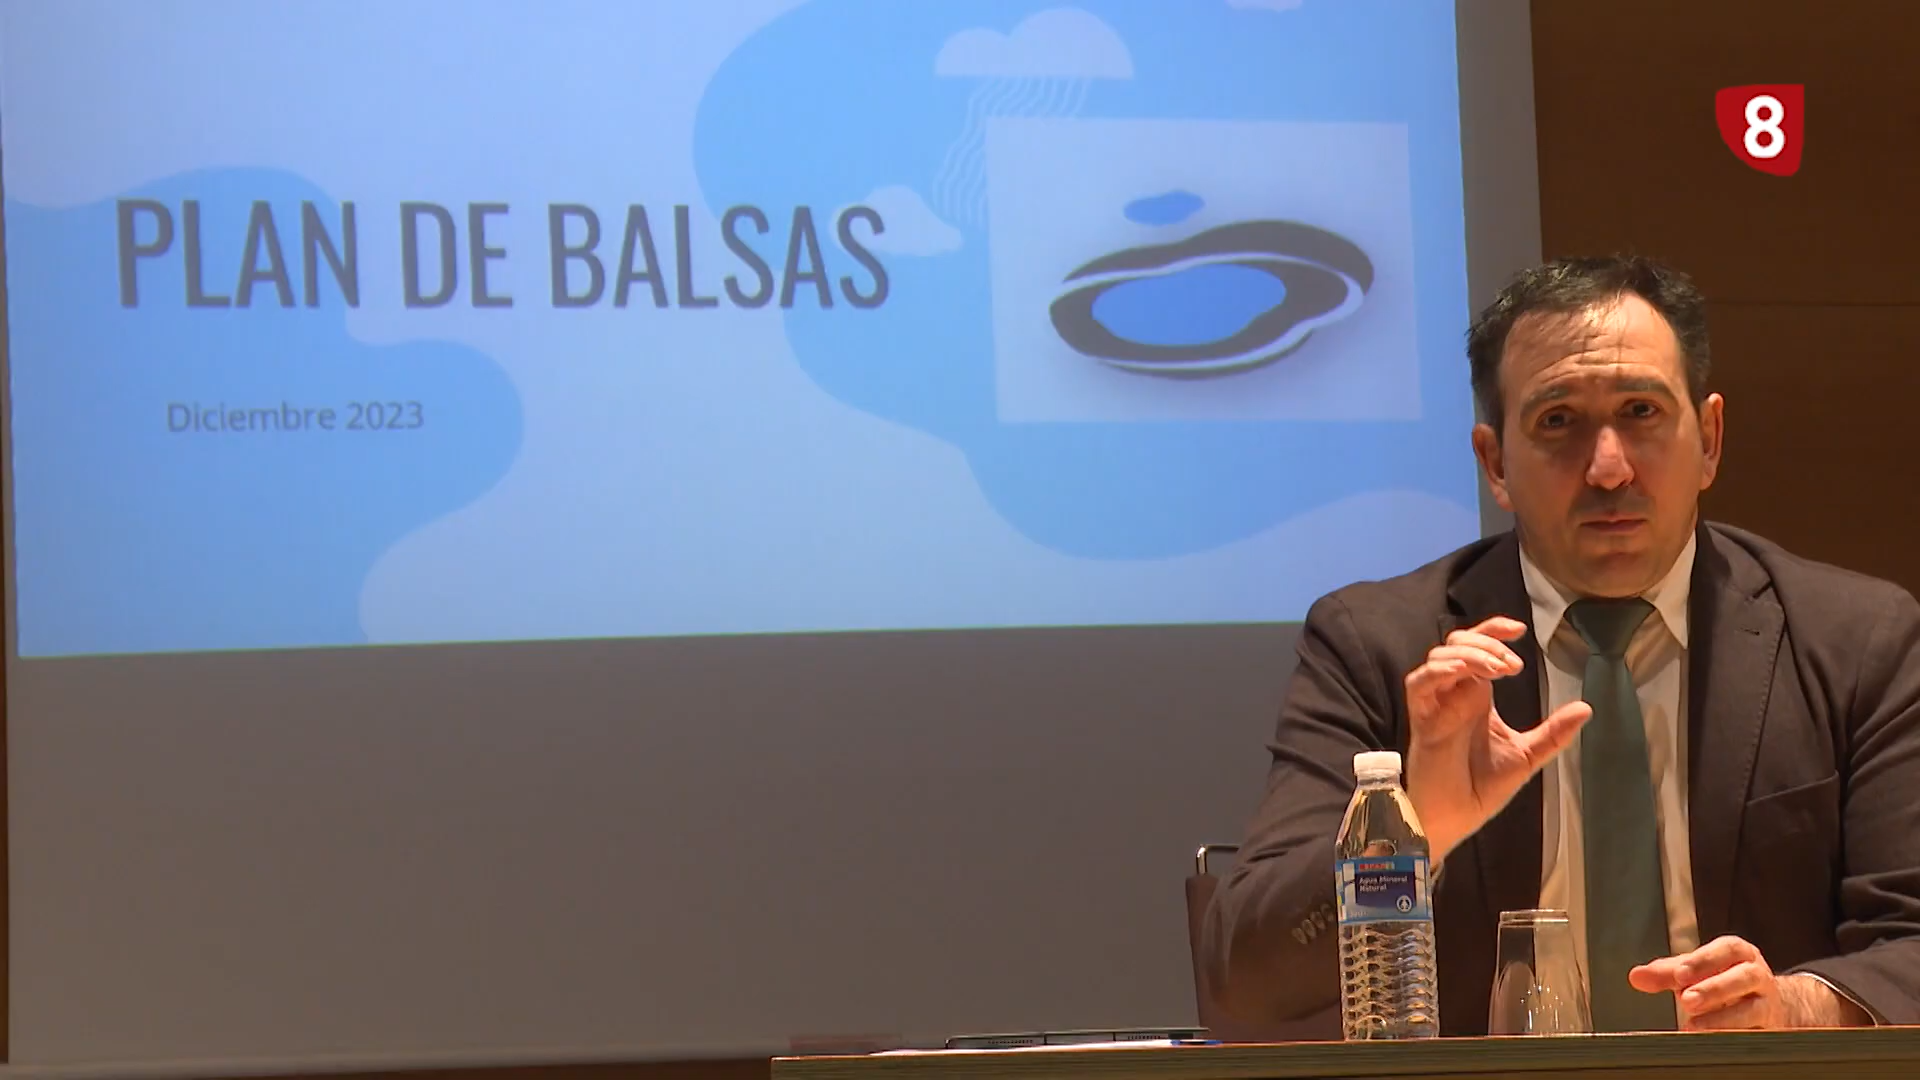 PLAN DE BALSAS
Diciembre 2023
8
Agua Mineral
Natural